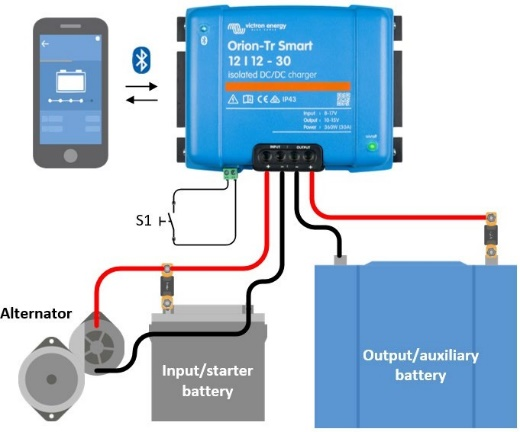 victron energy
Orion-Tr Smart
12 | 12 - 30
isolated DC/DC charger
IP43
Input : 8-17V
Output : 10-15V
Power : 360W (30A)
INPUT
OUTPUT
S1
Alternator
Input/starter
battery
Output/auxiliary
battery